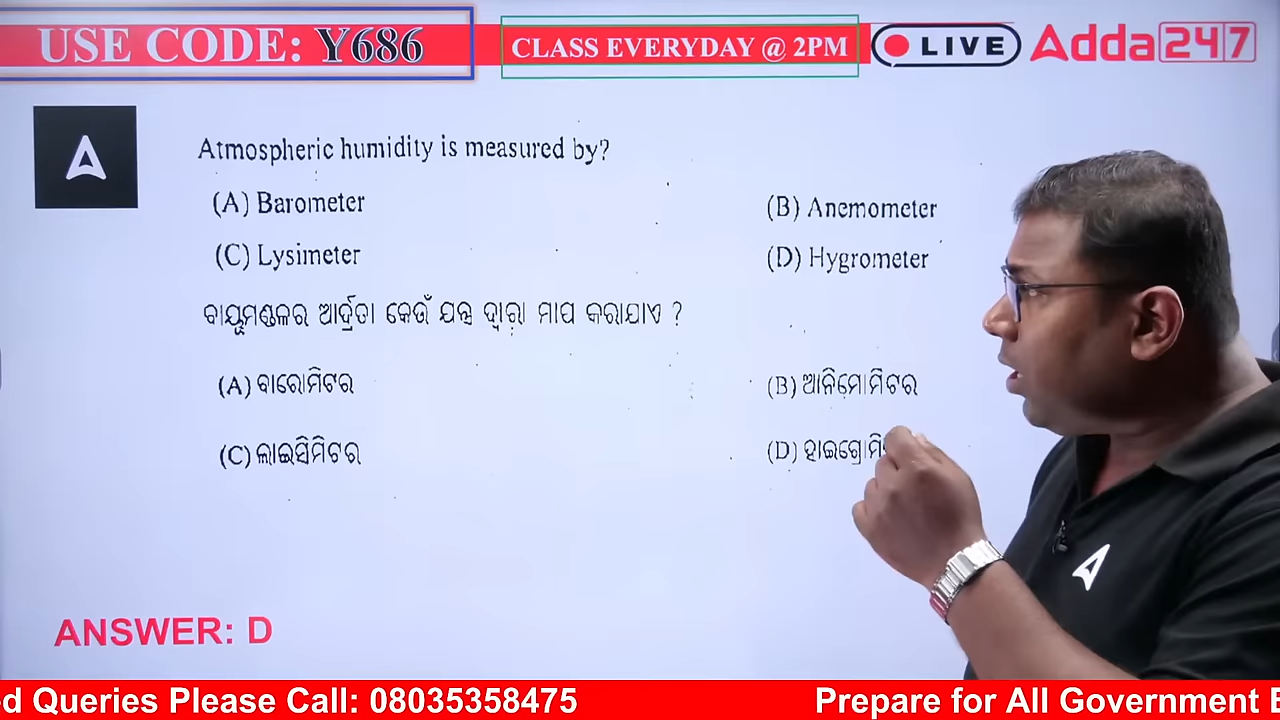 USE CODE: Y686
CLASS EVERYDAY @ 2PM
LIVE
Adda247
Atmospheric humidity is measured by?
(A) Barometer
(B) Anemometer
(C) Lysimeter
(D) Hygrometer
ବାୟୁମଣ୍ଡଳର ଆର୍ଦ୍ରତା କେଉଁ ଯନ୍ତ୍ର ଦ୍ୱାରା ମାପ କରାଯାଏ ?
(A) ବାରୋମିଟର
(B) ଆନିମୋମିଟର
(C) ଲାଇସିମିଟର
(D)
ANSWER: D
d Queries Please Call: 08035358475
Prepare for All Government